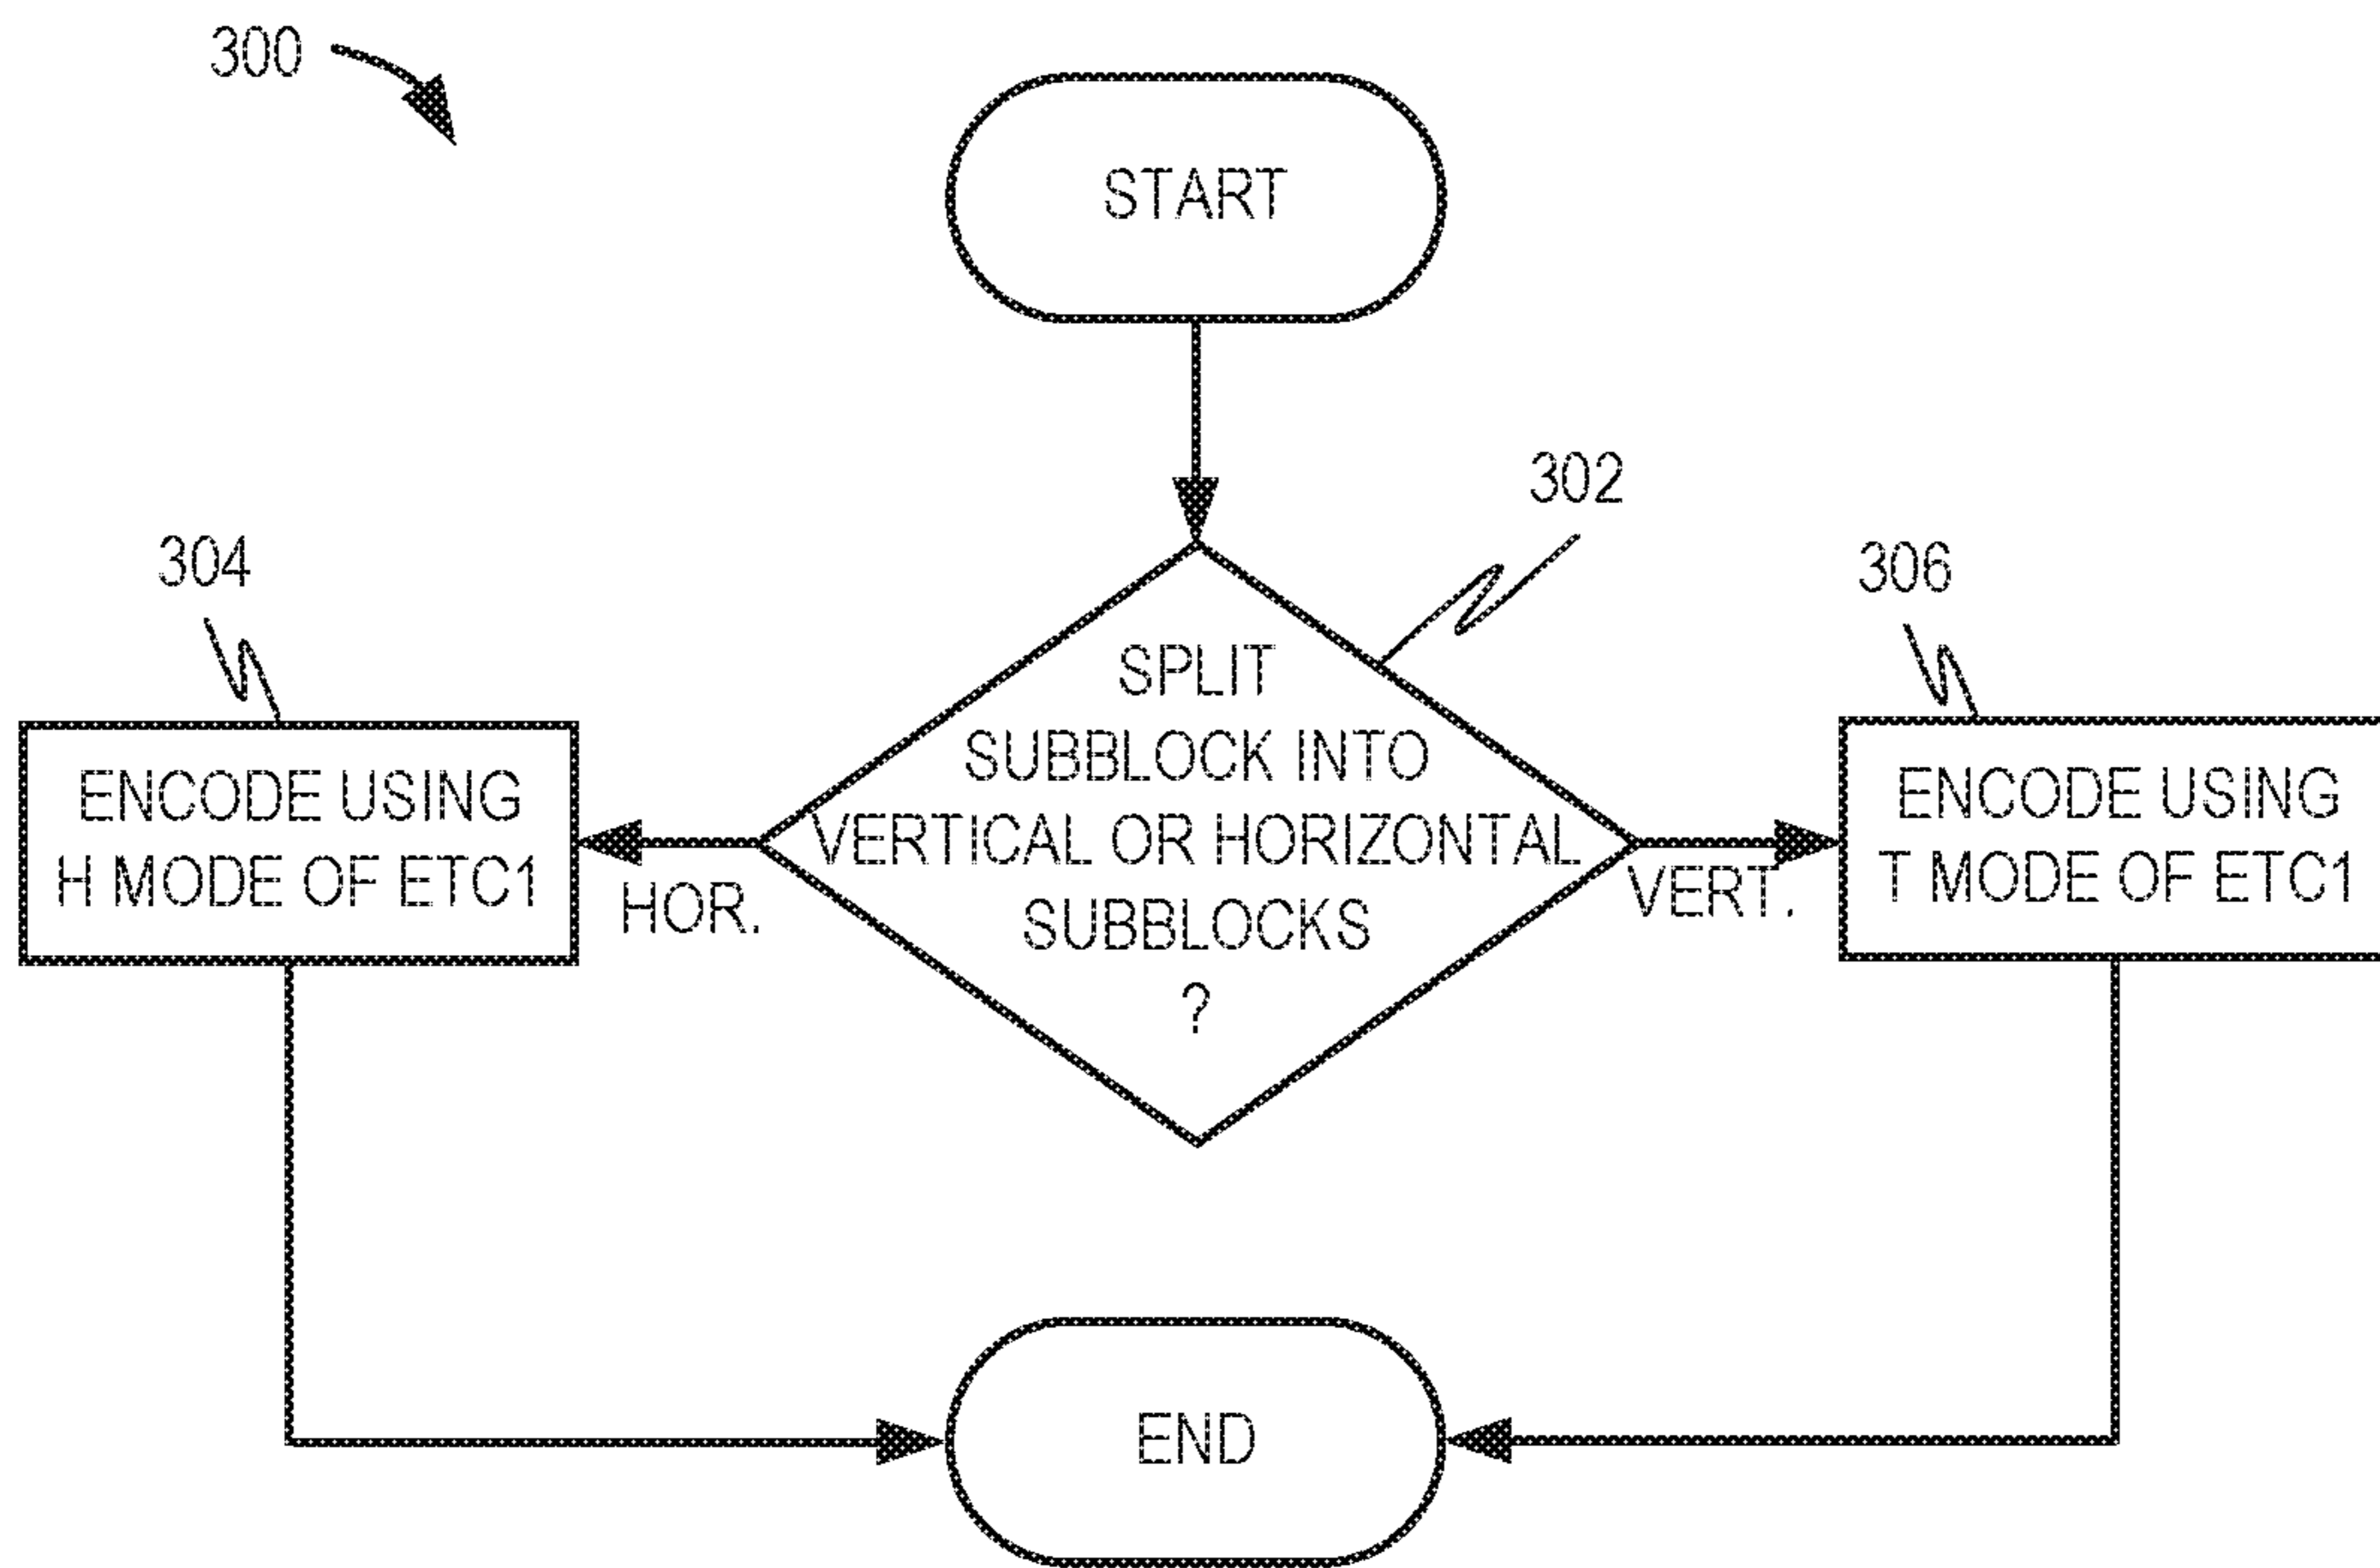 300
START
302
304
306
SPLIT
SUBBLOCK INTO
VERTICAL OR HORIZONTAL
SUBBLOCKS
?
ENCODE USING
H MODE OF ETC1
HOR.
VERT.
ENCODE USING
T MODE OF ETC1
END